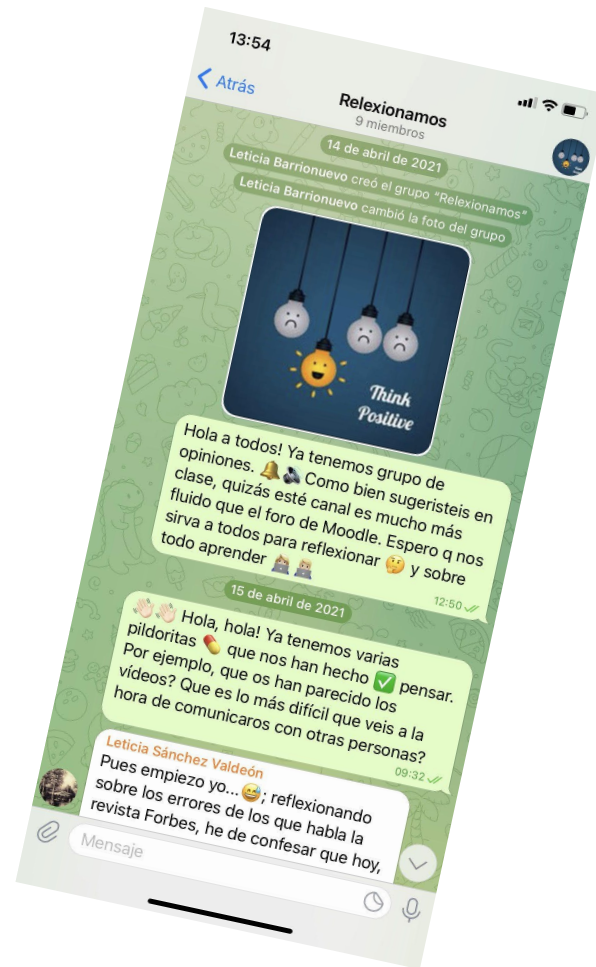 13:54
Atrás
Relexionamos
9 miembros
14 de abril de 2021
Leticia Barrionuevo creó el grupo "Relexionamos"
Leticia Barrionuevo cambió la foto del grupo
Think
Positive
Hola a todos! Ya tenemos grupo de
opiniones. 🔔🔊 Como bien sugeristeis en
clase, quizás esté canal es mucho más
fluido que el foro de Moodle. Espero q nos
sirva a todos para reflexionar 🤔 y sobre
todo aprender 👩🏼‍💻👨🏼‍💻
12:50
15 de abril de 2021
👏🏻👏🏻 Hola, hola! Ya tenemos varias
pildoritas 💊 que nos han hecho ✅ pensar.
Por ejemplo, que os han parecido los
vídeos? Que es lo más difícil que veis a la
hora de comunicaros con otras personas?
09:32
Leticia Sánchez Valdeón
Pues empiezo yo... 😅; reflexionando
sobre los errores de los que habla la
revista Forbes, he de confesar que hoy,
Mensaje